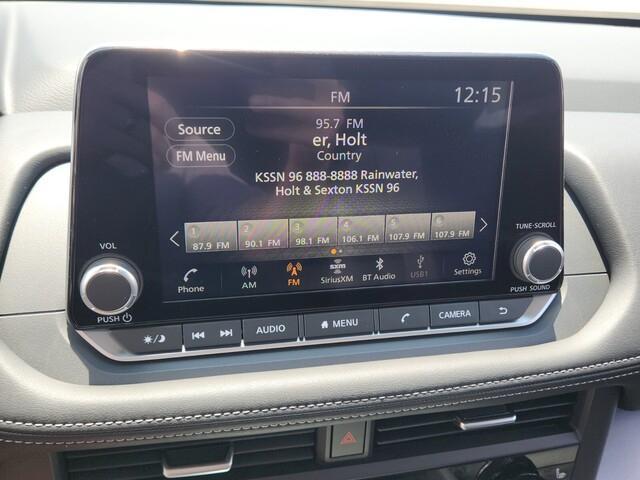 FM
12:15
Source
95.7 FM
er, Holt
FM Menu
Country
KSSN 96 888-8888 Rainwater,
Holt & Sexton KSSN 96
1 2 3 4 5 6
87.9 FM 90.1 FM 98.1 FM 106.1 FM 107.9 FM 107.9 FM
Phone AM FM SiriusXM BT Audio USB1 Settings
sxm
VOL
PUSH
TUNE·SCROLL
PUSH SOUND
AUDIO MENU CAMERA